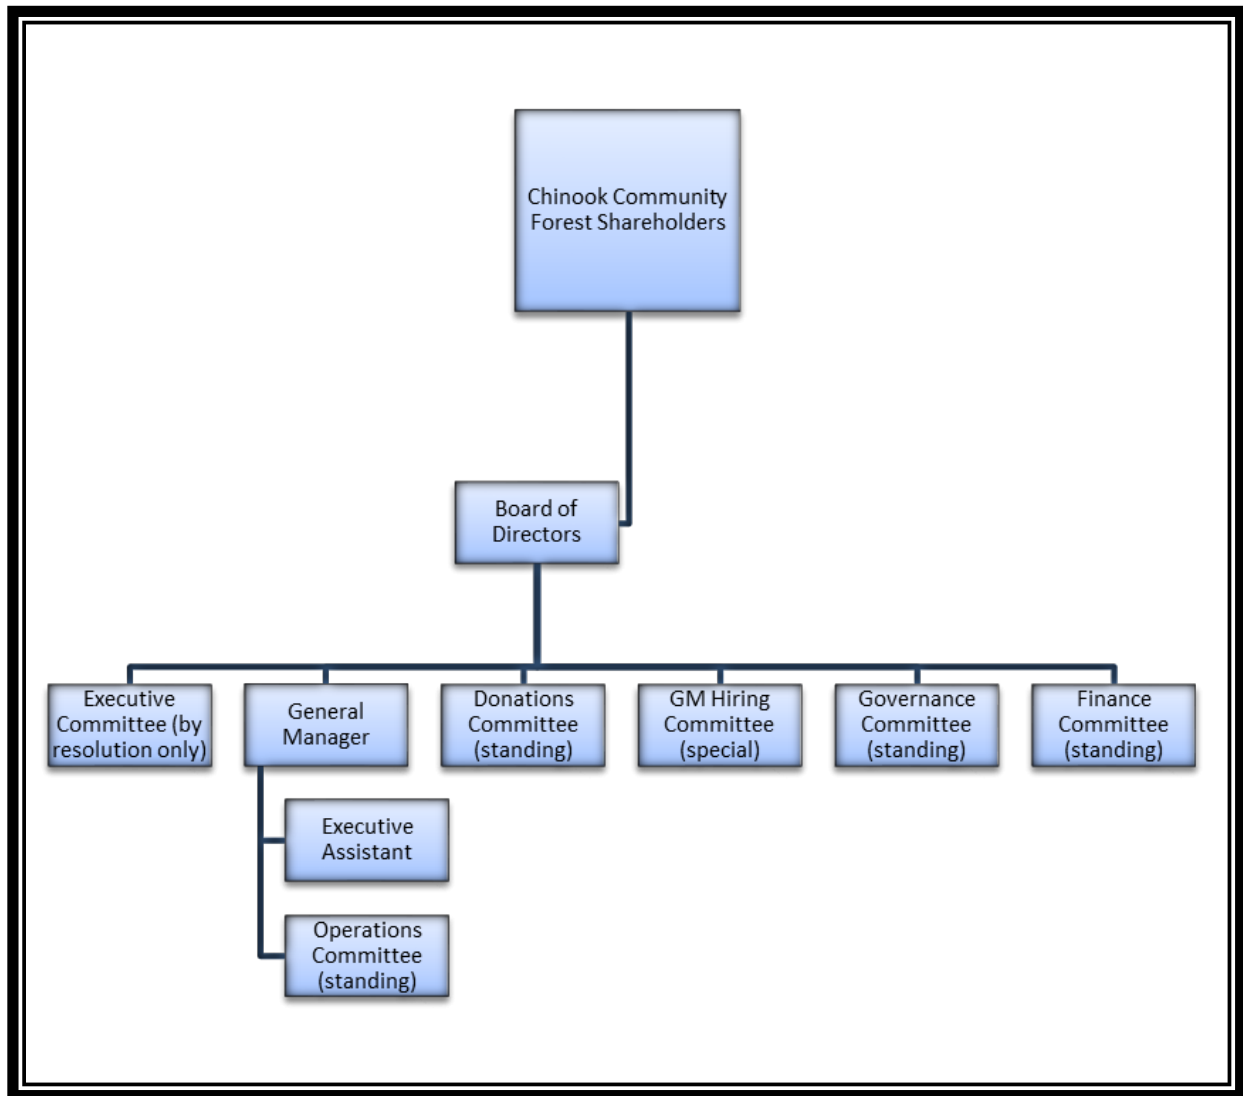 Chinook Community
Forest Shareholders
Board of
Directors
Executive
Committee (by
resolution only)
General
Manager
Donations
Committee
(standing)
GM Hiring
Committee
(special)
Governance
Committee
(standing)
Finance
Committee
(standing)
Executive
Assistant
Operations
Committee
(standing)